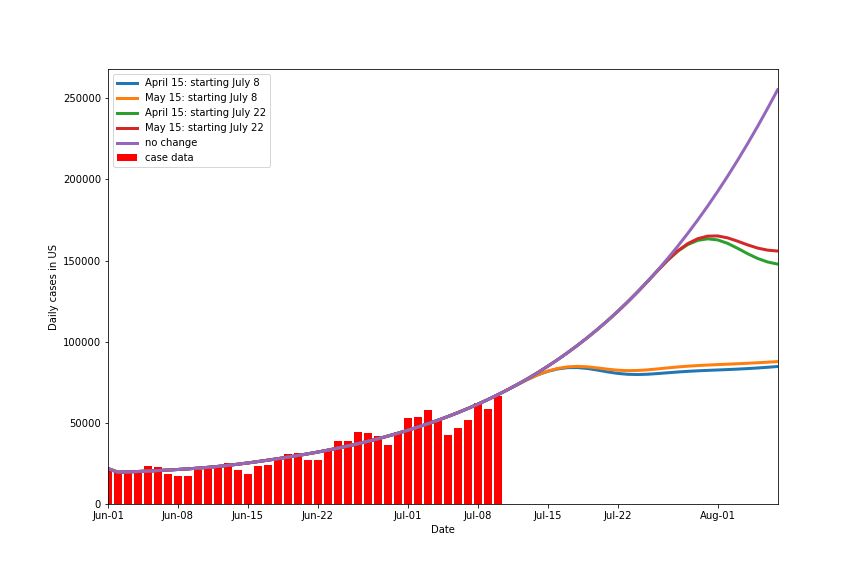 April 15: starting July 8
May 15: starting July 8
April 15: starting July 22
May 15: starting July 22
no change
case data
250000
200000
150000
100000
50000
0
Daily cases in US
Jun-01 Jun-08 Jun-15 Jun-22 Jul-01 Jul-08 Jul-15 Jul-22 Aug-01
Date